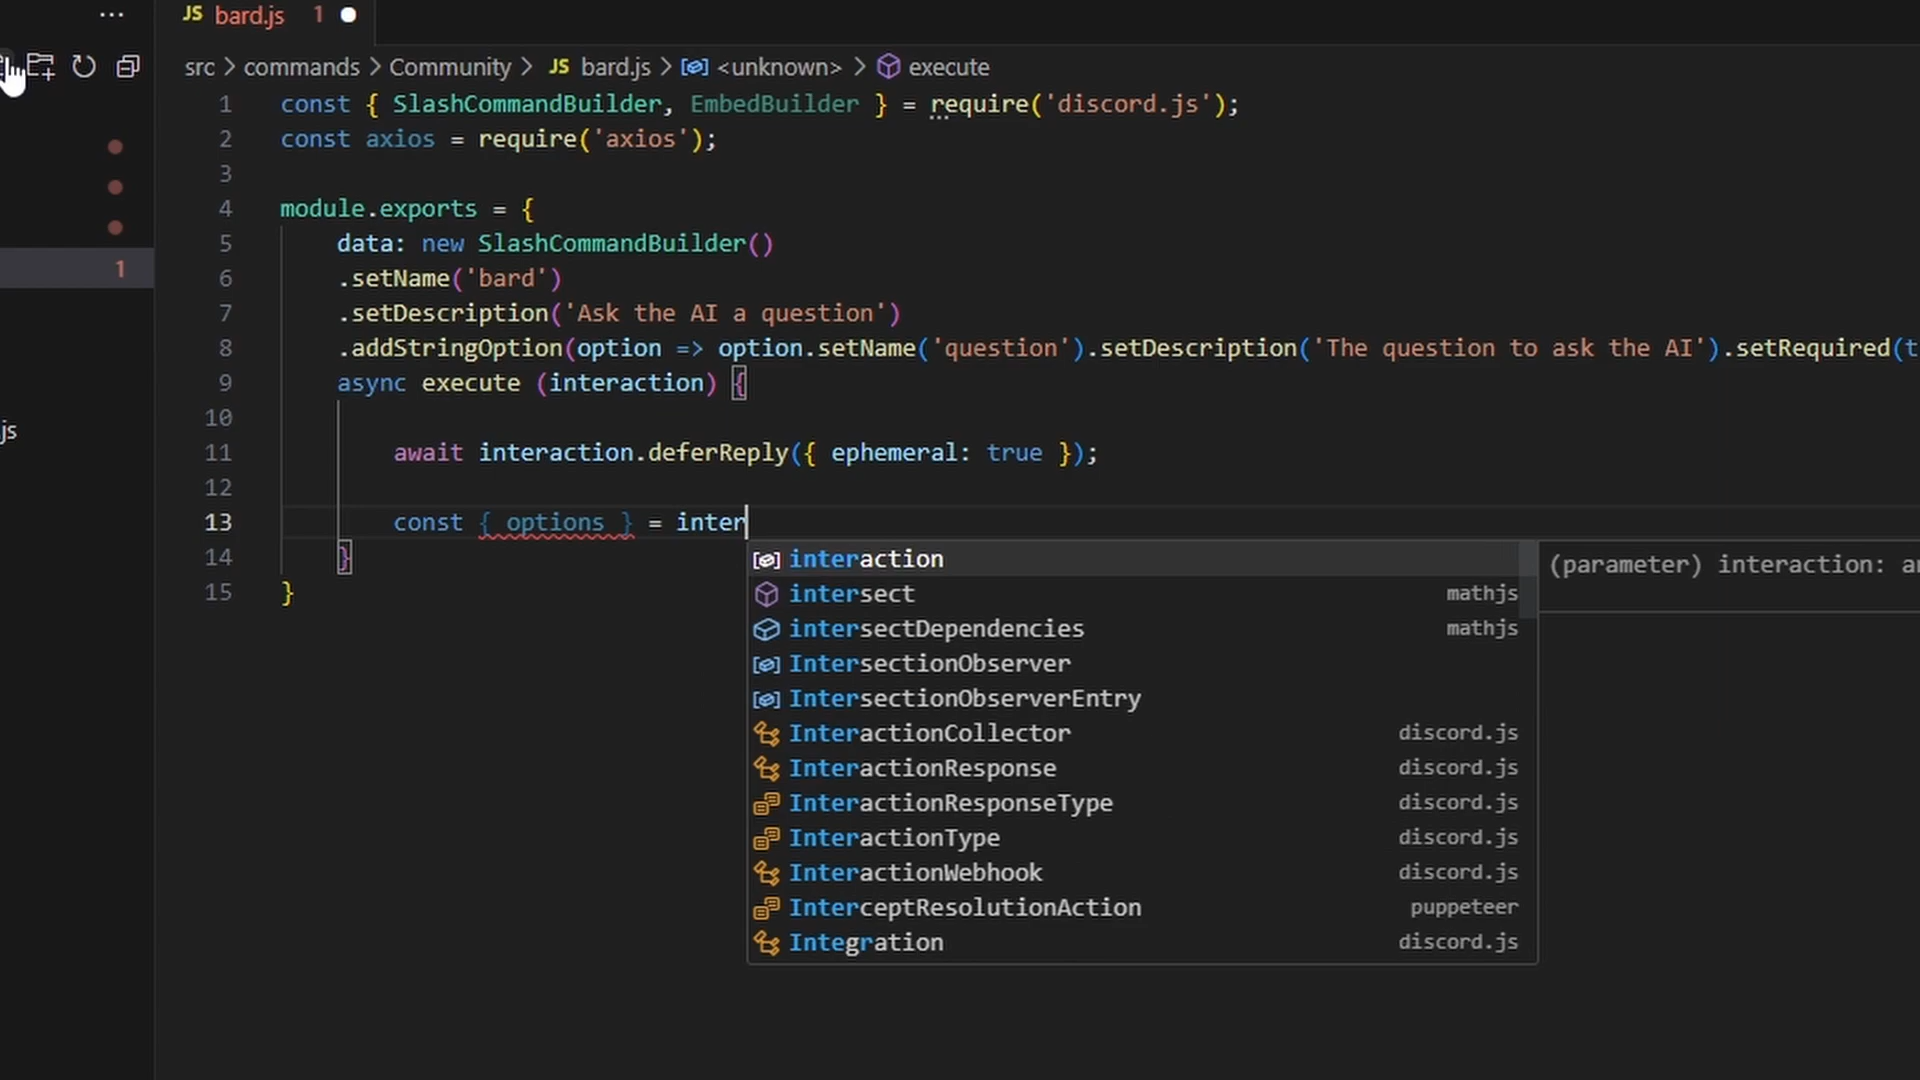 ··· JS bard.js 1
src > commands > Community > JS bard.js > <unknown> > execute
1 const { SlashCommandBuilder, EmbedBuilder } = require('discord.js');
2 const axios = require('axios');
3
4 module.exports = {
5 data: new SlashCommandBuilder()
6 .setName('bard')
7 .setDescription('Ask the AI a question')
8 .addStringOption(option => option.setName('question').setDescription('The question to ask the AI').setRequired(t
9 async execute (interaction) {
10
11 await interaction.deferReply({ ephemeral: true });
12
13 const { options } = inter
14 }
15 }
1
js
interaction
(parameter) interaction: a
intersect mathjs
intersectDependencies mathjs
IntersectionObserver
IntersectionObserverEntry
InteractionCollector discord.js
InteractionResponse discord.js
InteractionResponseType discord.js
InteractionType discord.js
InteractionWebhook discord.js
InterceptResolutionAction puppeteer
Integration discord.js